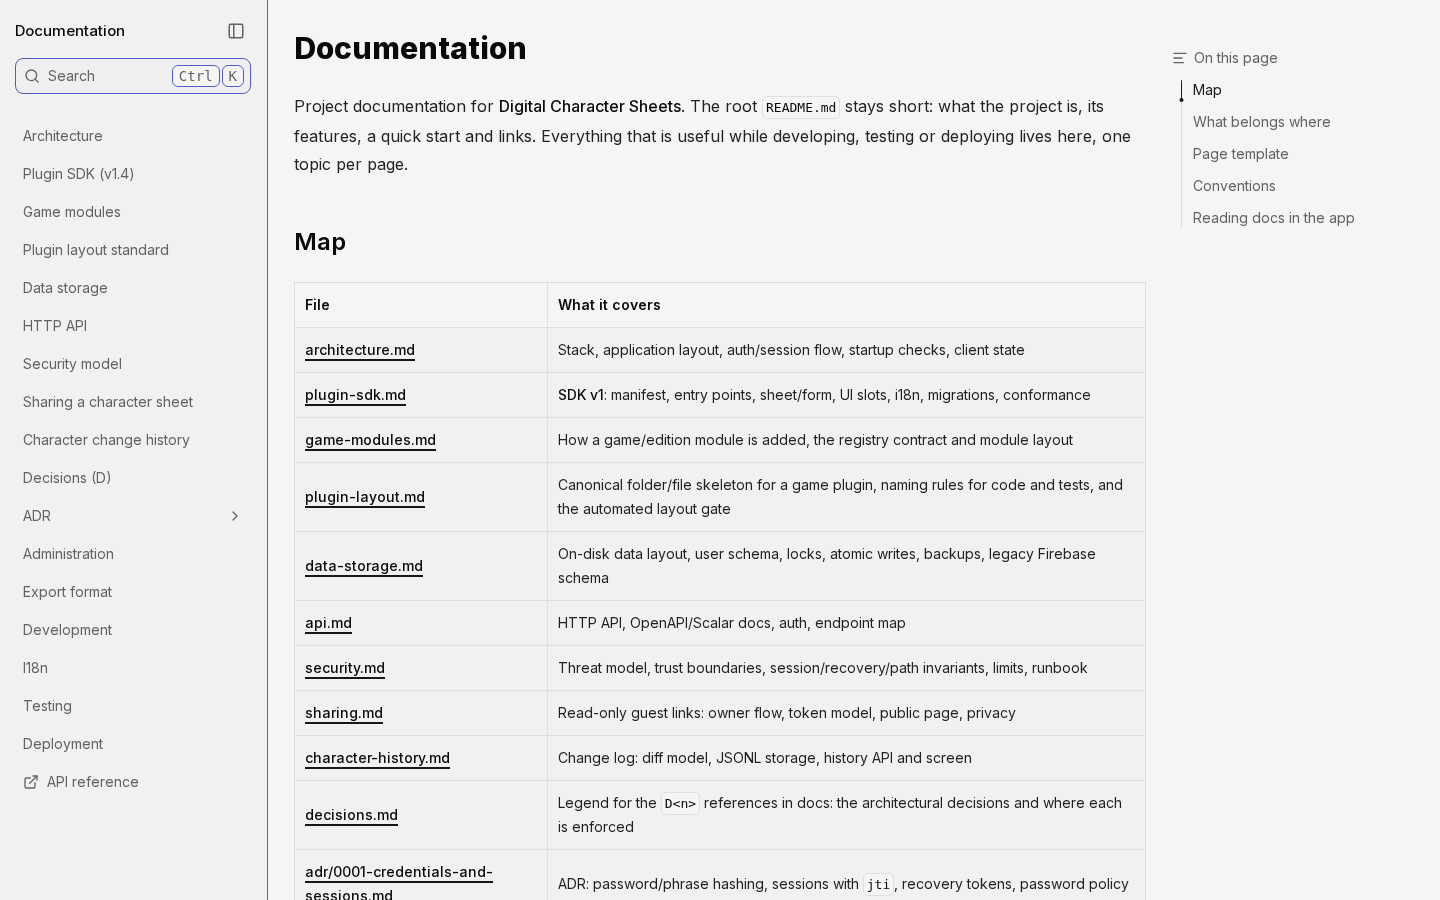 Documentation
Search Ctrl K
Architecture
Plugin SDK (v1.4)
Game modules
Plugin layout standard
Data storage
HTTP API
Security model
Sharing a character sheet
Character change history
Decisions (D)
ADR
Administration
Export format
Development
I18n
Testing
Deployment
API reference
Documentation
Project documentation for Digital Character Sheets. The root README.md stays short: what the project is, its
features, a quick start and links. Everything that is useful while developing, testing or deploying lives here, one
topic per page.
Map
File What it covers
architecture.md Stack, application layout, auth/session flow, startup checks, client state
plugin-sdk.md SDK v1: manifest, entry points, sheet/form, UI slots, i18n, migrations, conformance
game-modules.md How a game/edition module is added, the registry contract and module layout
plugin-layout.md Canonical folder/file skeleton for a game plugin, naming rules for code and tests, and
the automated layout gate
data-storage.md On-disk data layout, user schema, locks, atomic writes, backups, legacy Firebase
schema
api.md HTTP API, OpenAPI/Scalar docs, auth, endpoint map
security.md Threat model, trust boundaries, session/recovery/path invariants, limits, runbook
sharing.md Read-only guest links: owner flow, token model, public page, privacy
character-history.md Change log: diff model, JSONL storage, history API and screen
decisions.md Legend for the D<n> references in docs: the architectural decisions and where each
is enforced
adr/0001-credentials-and-
sessions.md ADR: password/phrase hashing, sessions with jti, recovery tokens, password policy
On this page
Map
What belongs where
Page template
Conventions
Reading docs in the app